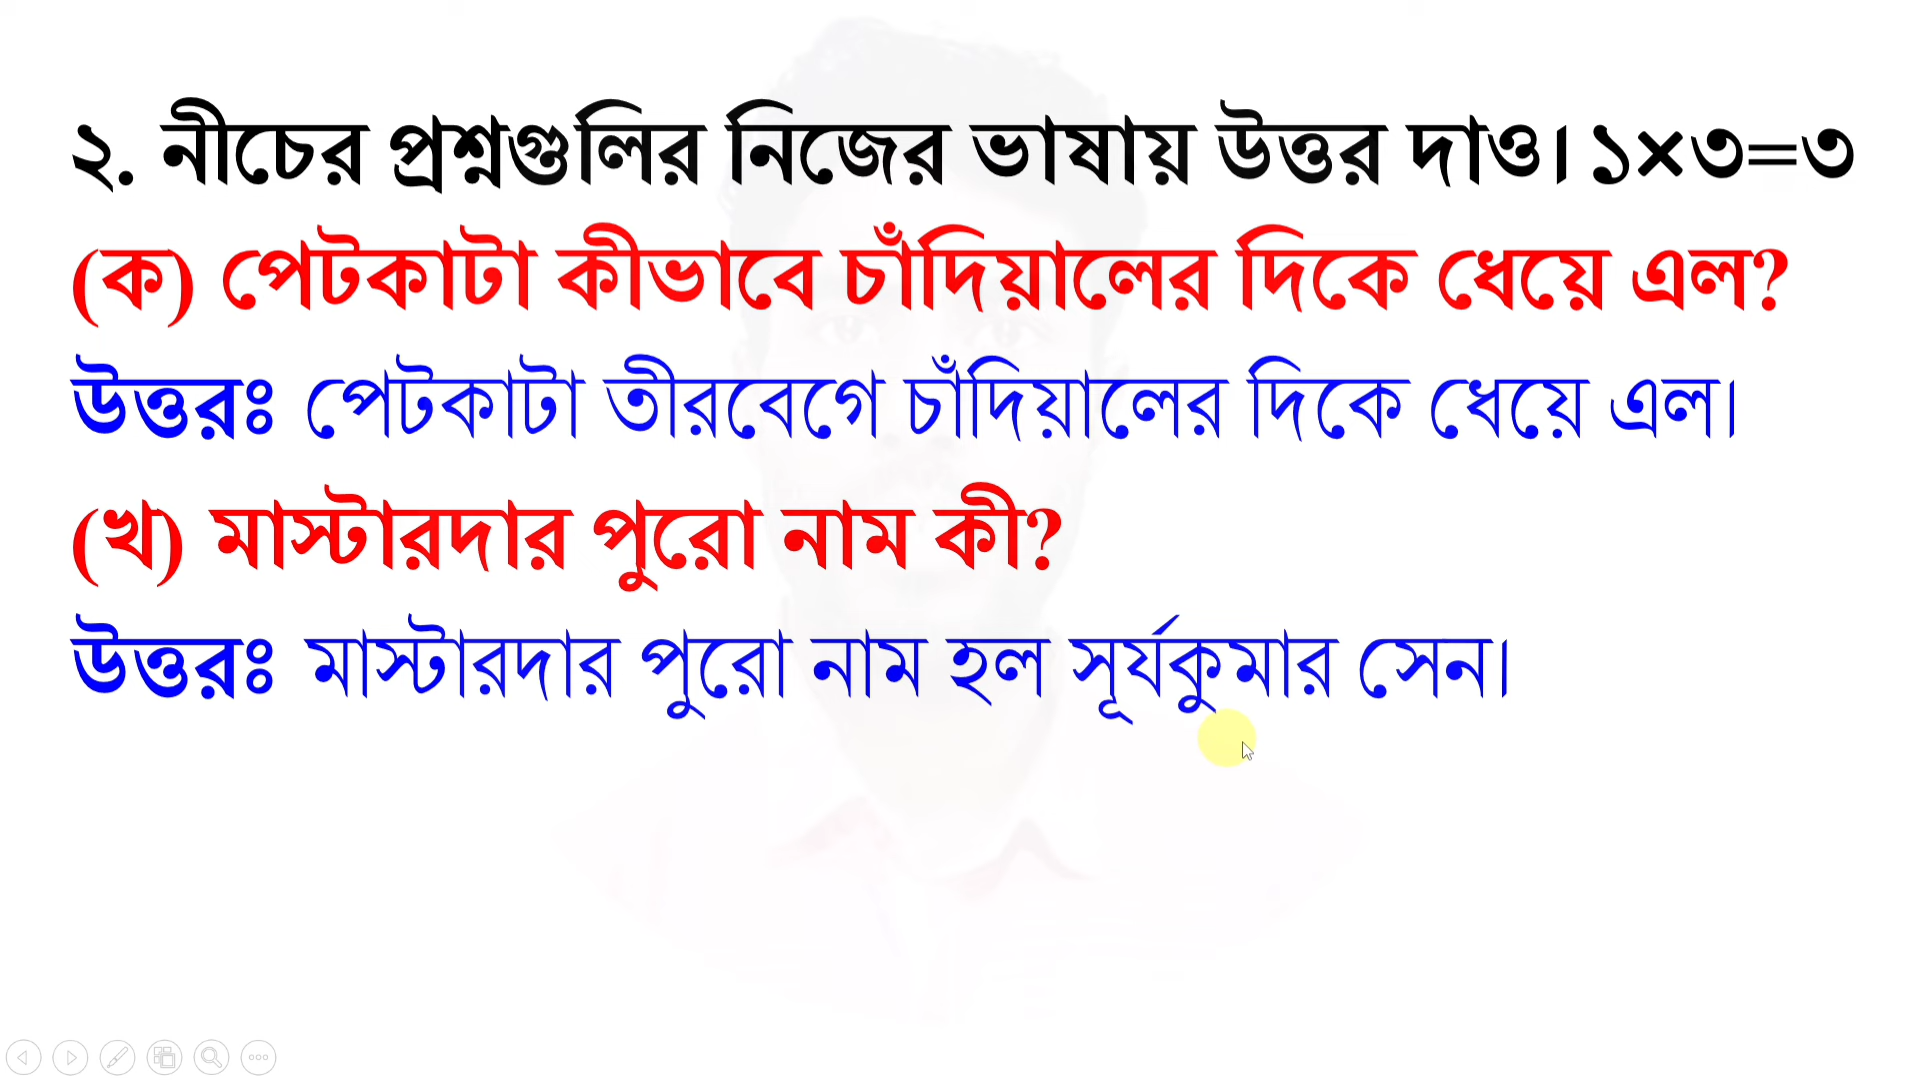 ২. নীচের প্রশ্নগুলির নিজের ভাষায় উত্তর দাও। ১×৩=৩
(ক) পেটকাটা কীভাবে চাঁদিয়ালের দিকে ধেয়ে এল?
উত্তরঃ পেটকাটা তীরবেগে চাঁদিয়ালের দিকে ধেয়ে এল।
(খ) মাস্টারদার পুরো নাম কী?
উত্তরঃ মাস্টারদার পুরো নাম হল সূর্যকুমার সেন।